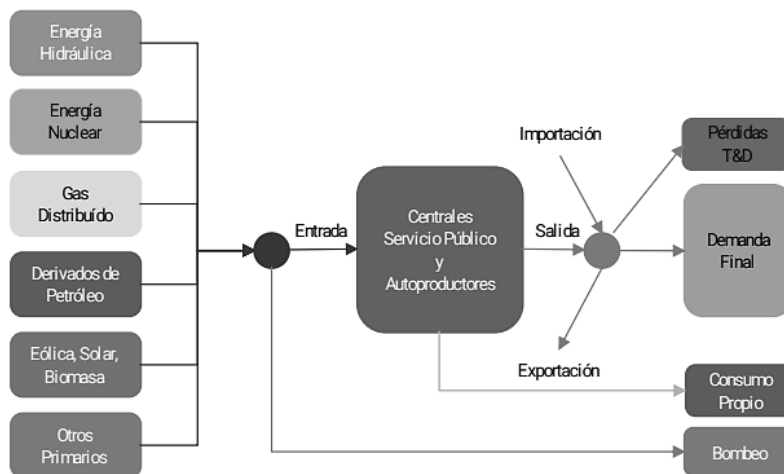 Energía
Hidráulica
Energía
Nuclear
Gas
Distribuído
Derivados de
Petróleo
Eólica, Solar,
Biomasa
Otros
Primarios
Entrada
Centrales
Servicio Público
y
Autoproductores
Salida
Importación
Exportación
Pérdidas
T&D
Demanda
Final
Consumo
Propio
Bombeo